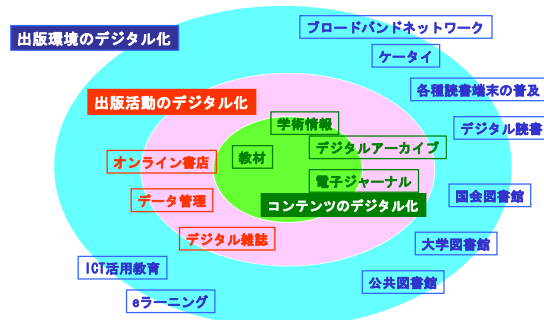 ブロードバンドネットワーク
出版環境のデジタル化
ケータイ
各種読書端末の普及
出版活動のデジタル化
学術情報
デジタル読書
デジタルアーカイブ
教材
オンライン書店
電子ジャーナル
国会図書館
データ管理
コンテンツのデジタル化
デジタル雑誌
大学図書館
ICT活用教育
公共図書館
eラーニング